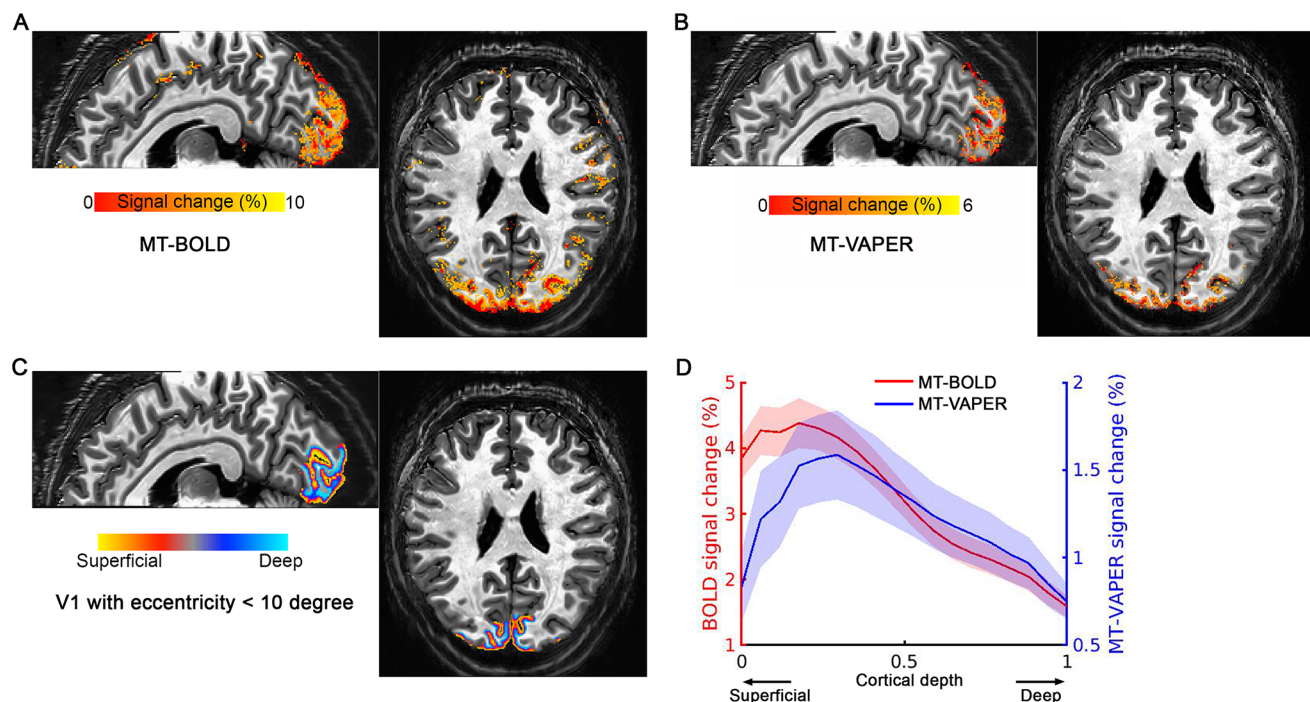 A
B
0 Signal change (%) 10
MT-BOLD
0 Signal change (%) 6
MT-VAPER
C
Superficial Deep
V1 with eccentricity < 10 degree
D
MT-BOLD
MT-VAPER
BOLD signal change (%)
5
4
3
2
1
MT-VAPER signal change (%)
2
1.5
1
0.5
0 0.5 1
Cortical depth
Superficial Deep